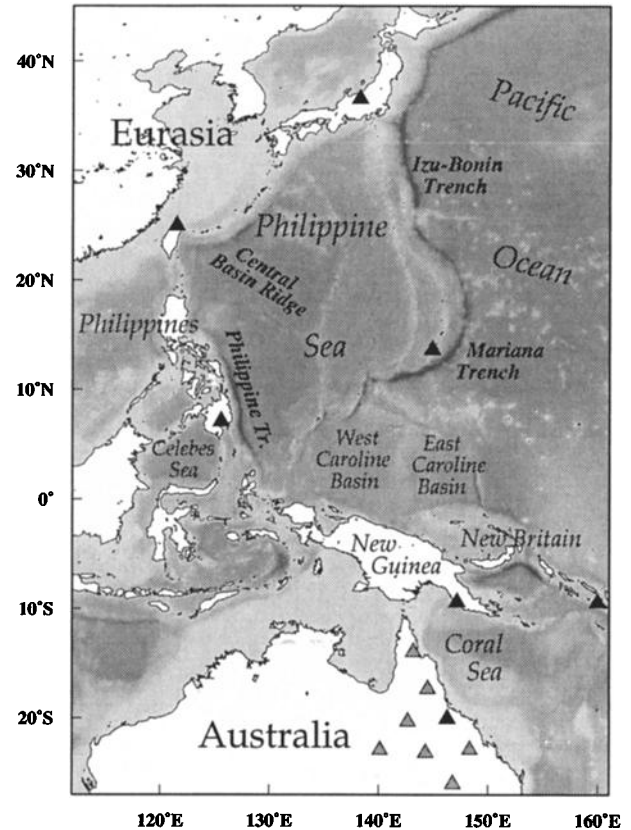 40°N
30°N
20°N
10°N
0°
10°S
20°S
120°E
130°E
140°E
150°E
160°E
Pacific
Eurasia
Izu-Bonin
Trench
Philippine
Ocean
Central
Basin Ridge
Philippines
Sea
Philippine Tr.
Mariana
Trench
Celebes
Sea
West
Caroline
Basin
East
Caroline
Basin
New
Guinea
New Britain
Coral
Sea
Australia